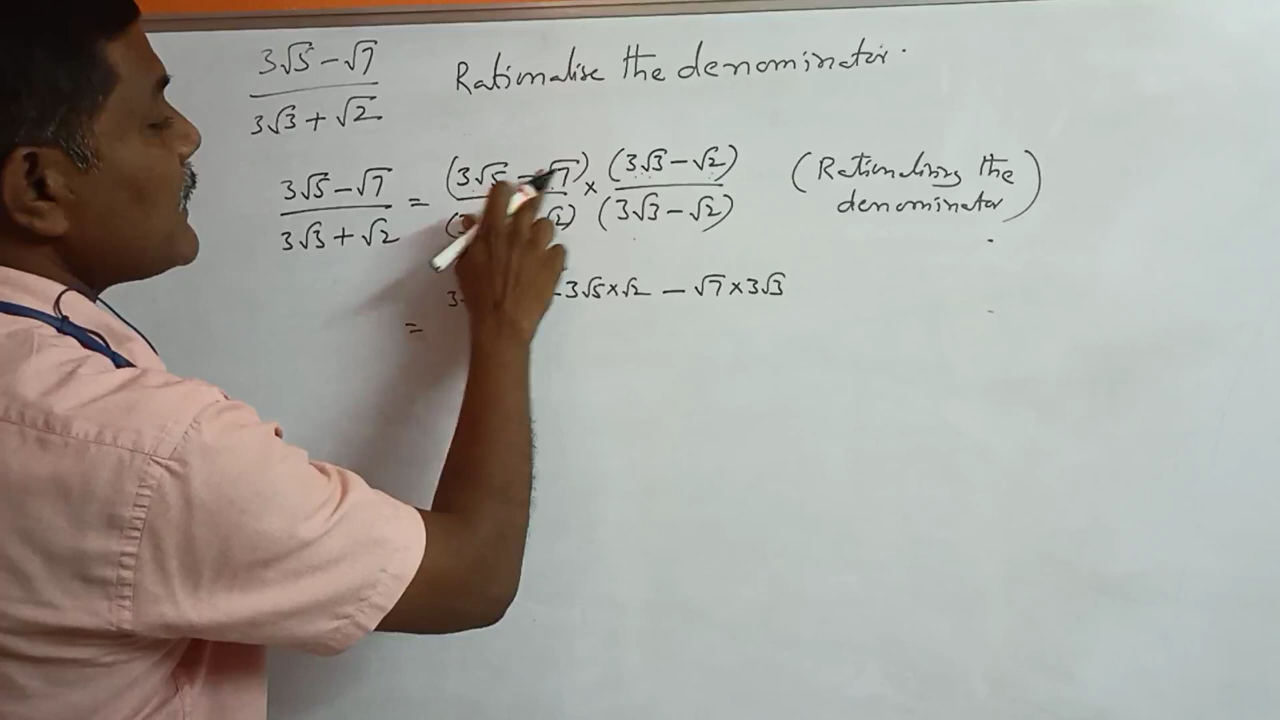 3√5 − √7 / 3√3 + √2 Rationalise the denominator.
3√5 − √7 / 3√3 + √2 = (3√5 − √7) / ( √2) × (3√3 − √2) / (3√3 − √2) (Rationalising the denominator)
= 3 3√5 × √2 − √7 × 3√3